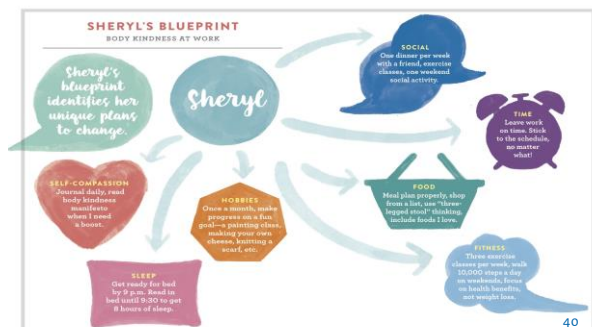 SHERYL'S BLUEPRINT
BODY KINDNESS AT WORK
Sheryl's
blueprint
identifies her
unique plans
to change.
Sheryl
SOCIAL
One dinner per week
with a friend, exercise
classes, one weekend
social activity.
TIME
Leave work
on time. Stick
to the schedule,
no matter
what!
SELF-COMPASSION
Journal daily, read
body kindness
manifesto
when I need
a boost.
HOBBIES
Once a month, make
progress on a fun
goal—a painting class,
making your own
cheese, knitting a
scarf, etc.
FOOD
Meal plan properly, shop
from a list, use "three-
legged stool" thinking,
include foods I love.
SLEEP
Get ready for bed
by 9 p.m. Read in
bed until 9:30 to get
8 hours of sleep.
FITNESS
Three exercise
classes per week, walk
10,000 steps a day
on weekends, focus
on health benefits,
not weight loss.
40